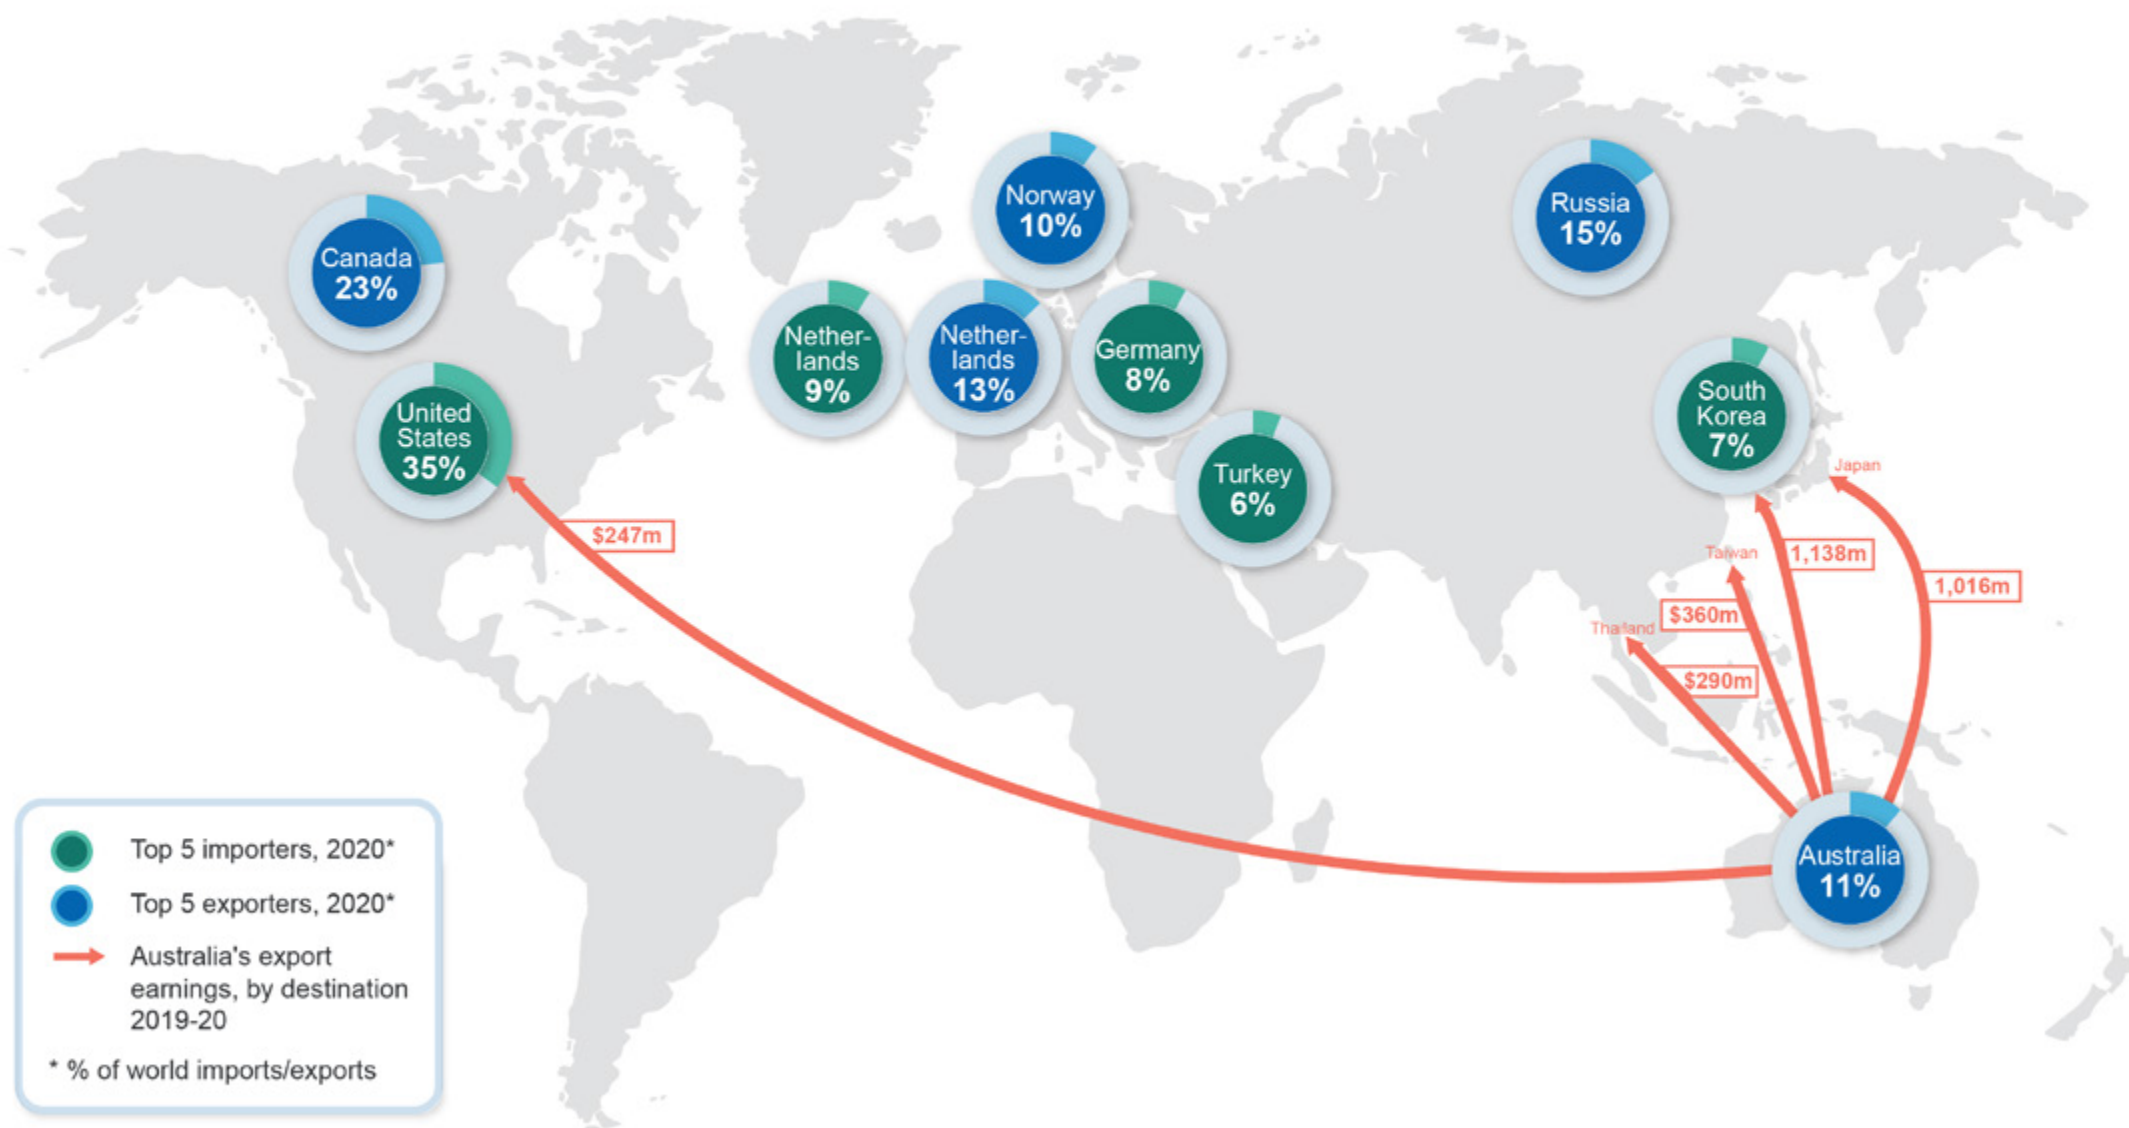 Norway
10%
Russia
15%
Canada
23%
Nether-
lands
9%
Nether-
lands
13%
Germany
8%
South
Korea
7%
United
States
35%
Turkey
6%
Japan
$247m
Taiwan
1,138m
1,016m
$360m
Thailand
$290m
Australia
11%
Top 5 importers, 2020*
Top 5 exporters, 2020*
Australia's export
earnings, by destination
2019-20
* % of world imports/exports